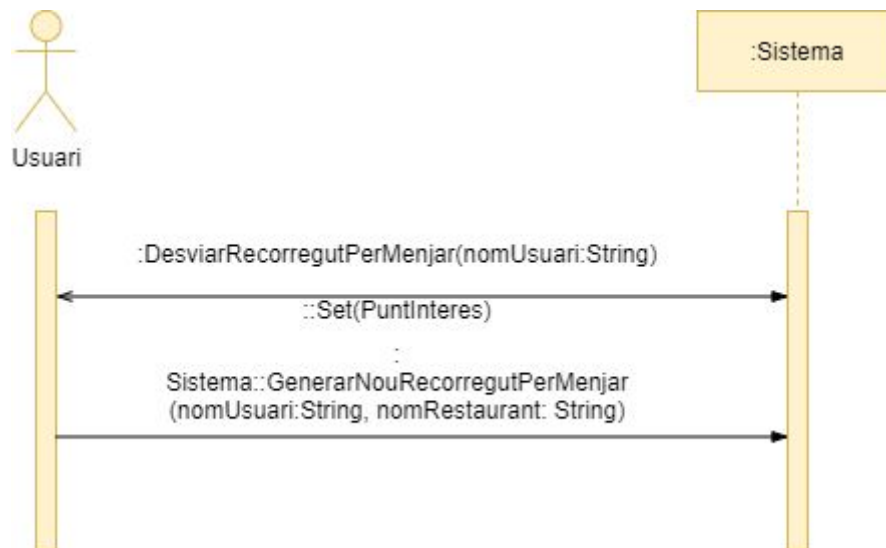 :Sistema
Usuari
:DesviarRecorregutPerMenjar(nomUsuari:String)
::Set(PuntInteres)
:
Sistema::GenerarNouRecorregutPerMenjar
(nomUsuari:String, nomRestaurant: String)